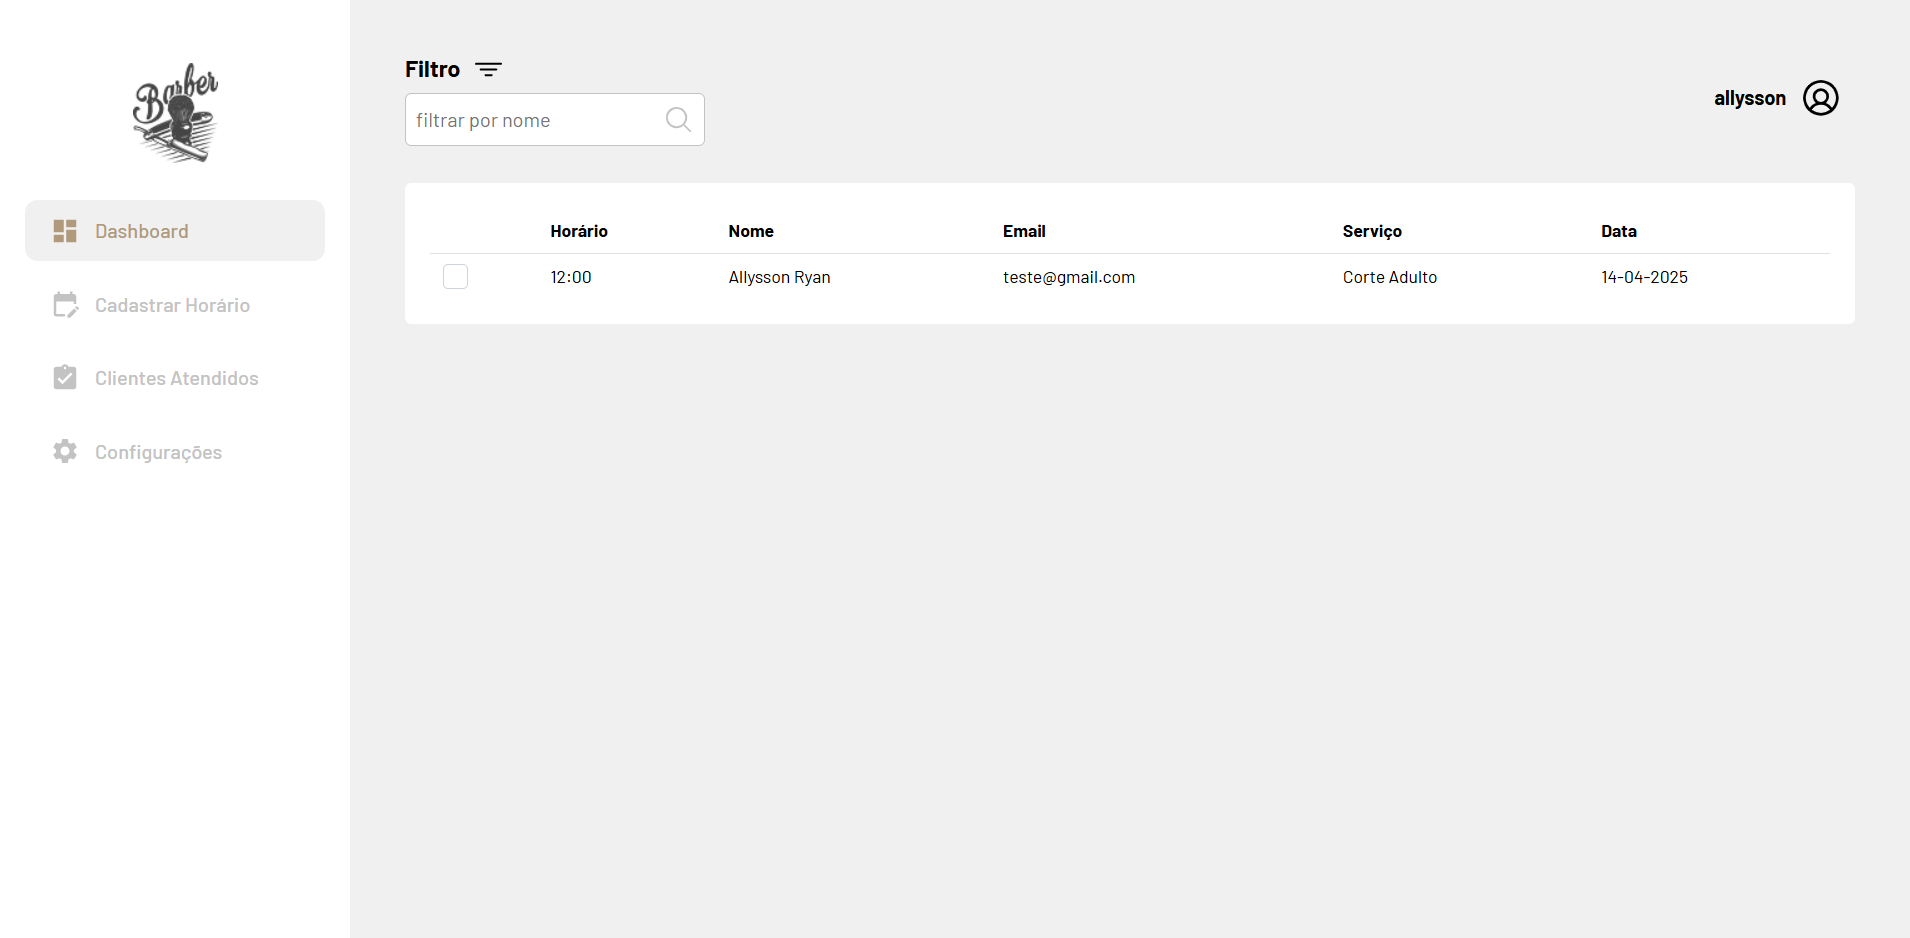 Barber
Dashboard
Cadastrar Horário
Clientes Atendidos
Configurações
Filtro
filtrar por nome
allysson
Horário Nome Email Serviço Data
12:00 Allysson Ryan teste@gmail.com Corte Adulto 14-04-2025